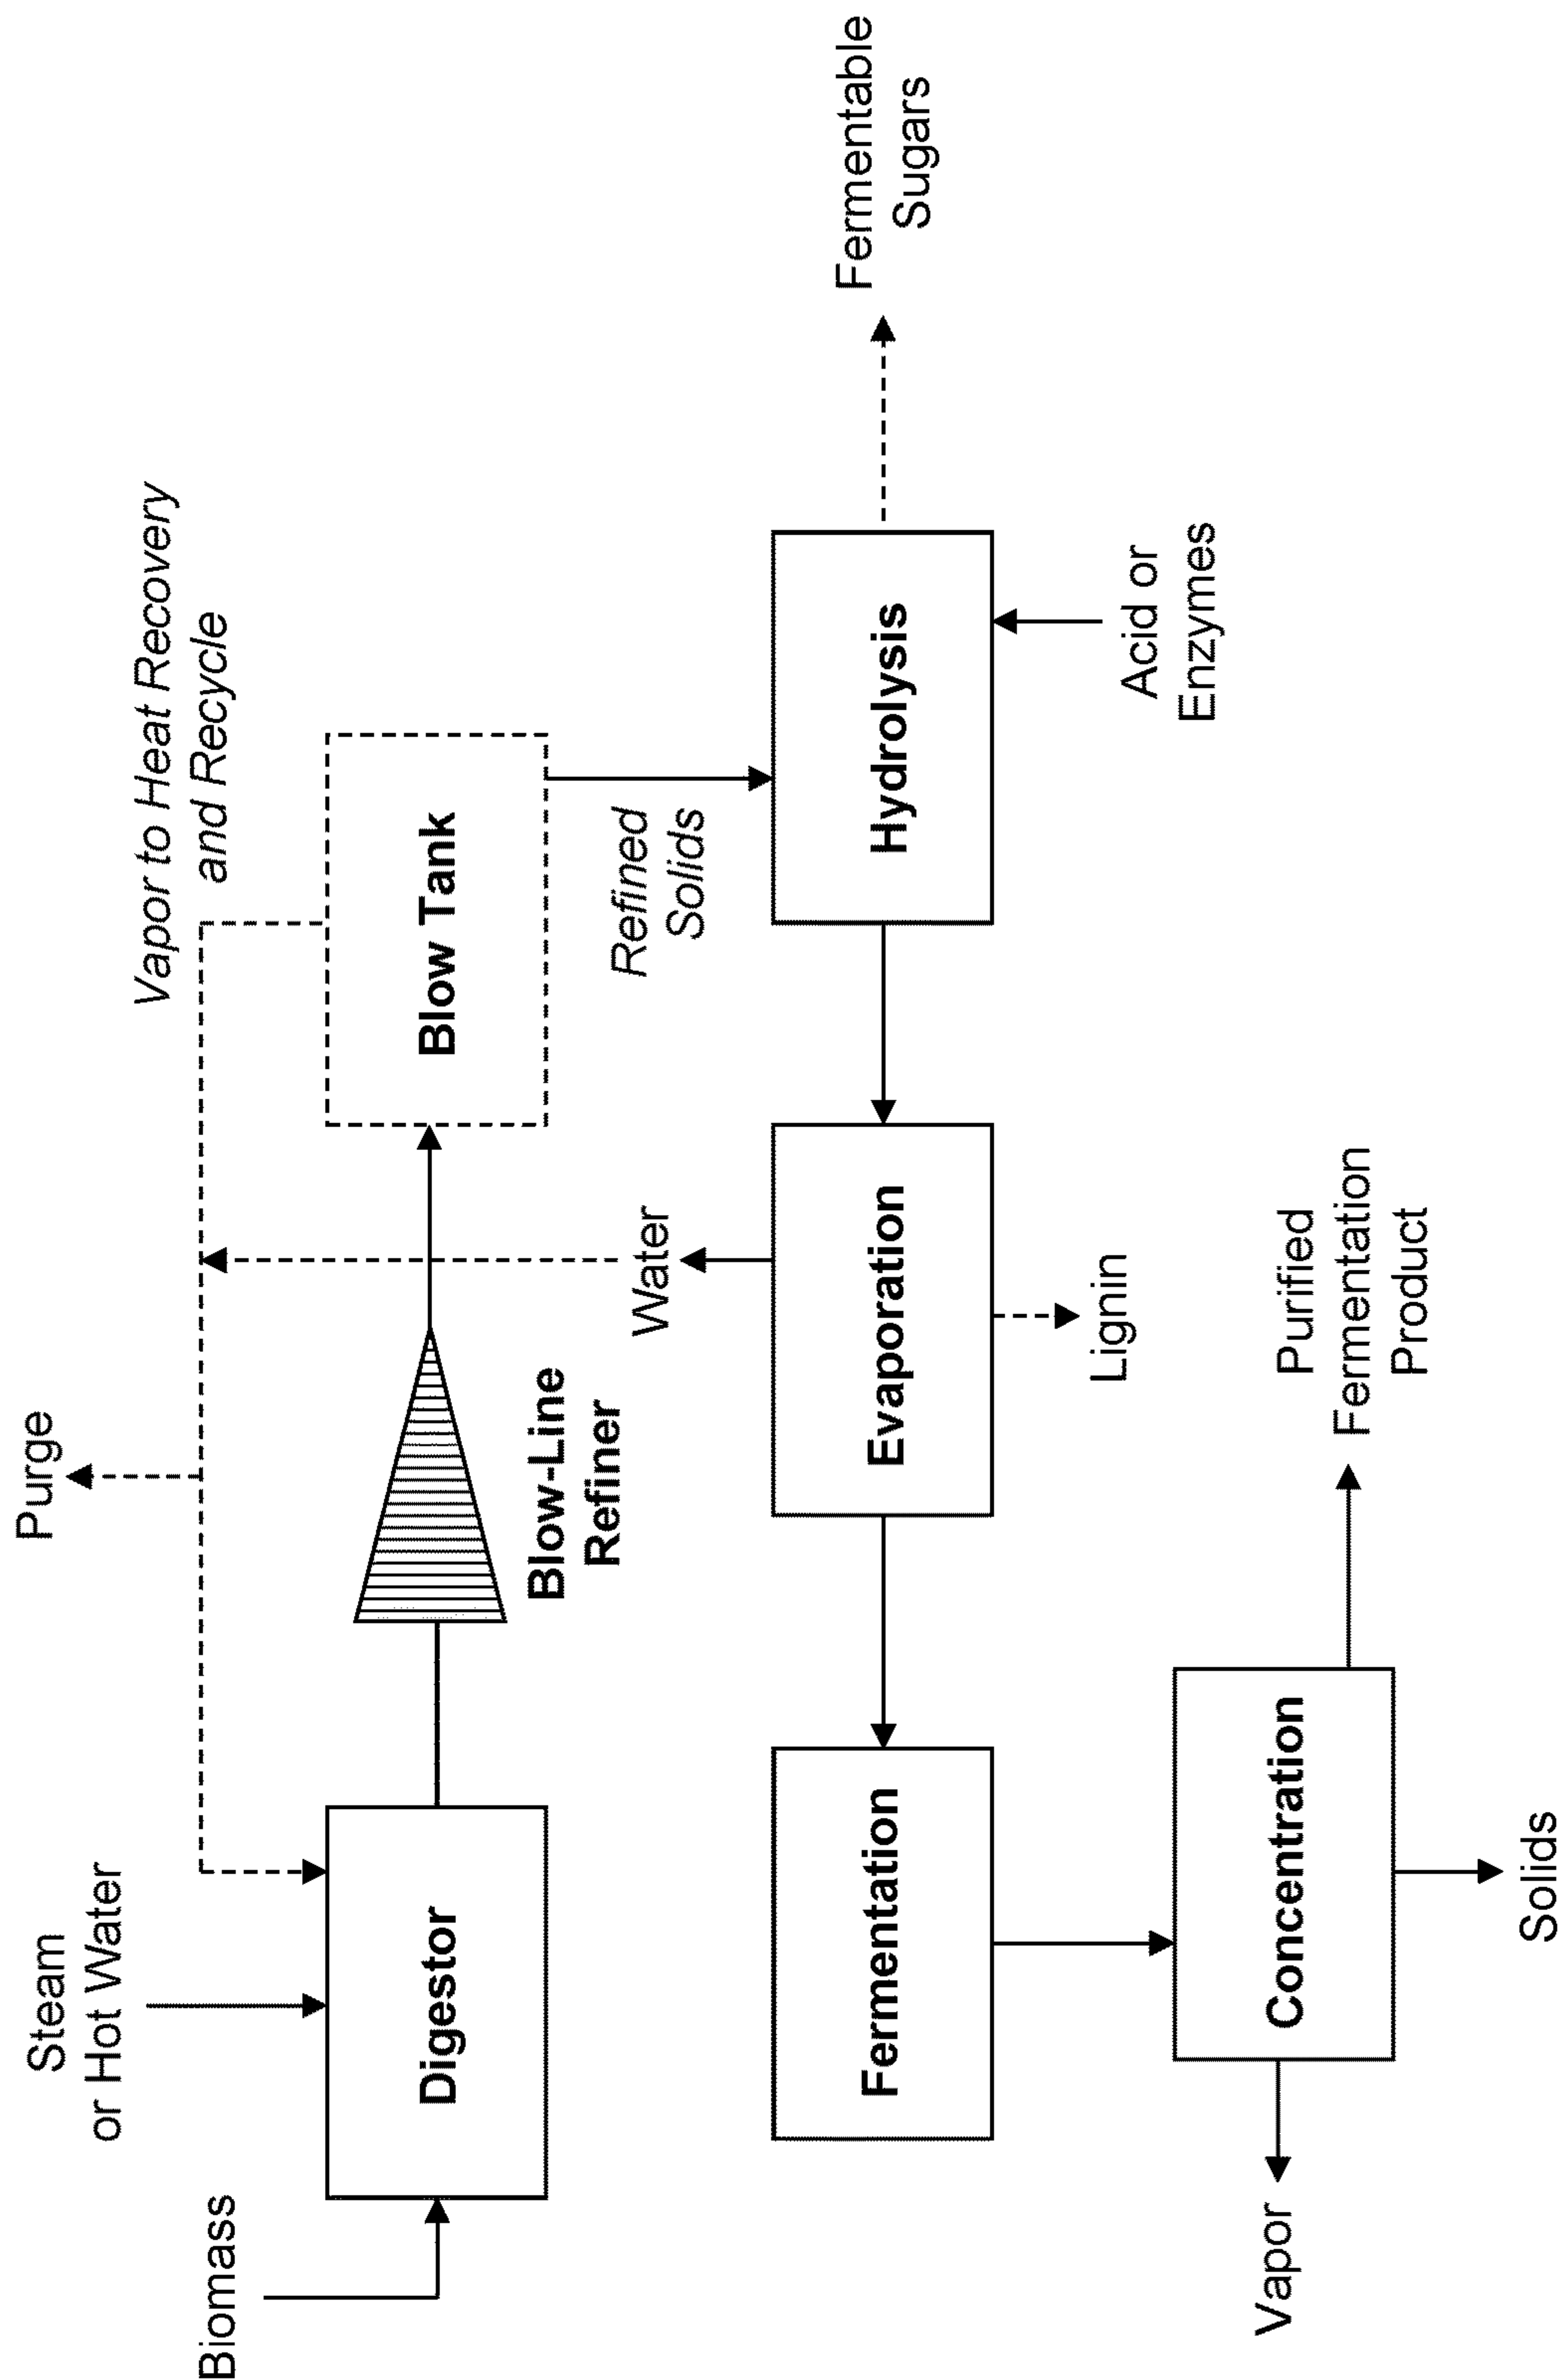 Purge
Steam
or Hot Water
Vapor to Heat Recovery
and Recycle
Biomass
Digestor
Blow-Line
Refiner
Blow Tank
Refined
Solids
Water
Fermentation
Evaporation
Hydrolysis
Fermentable
Sugars
Lignin
Acid or
Enzymes
Vapor
Concentration
Purified
Fermentation
Product
Solids